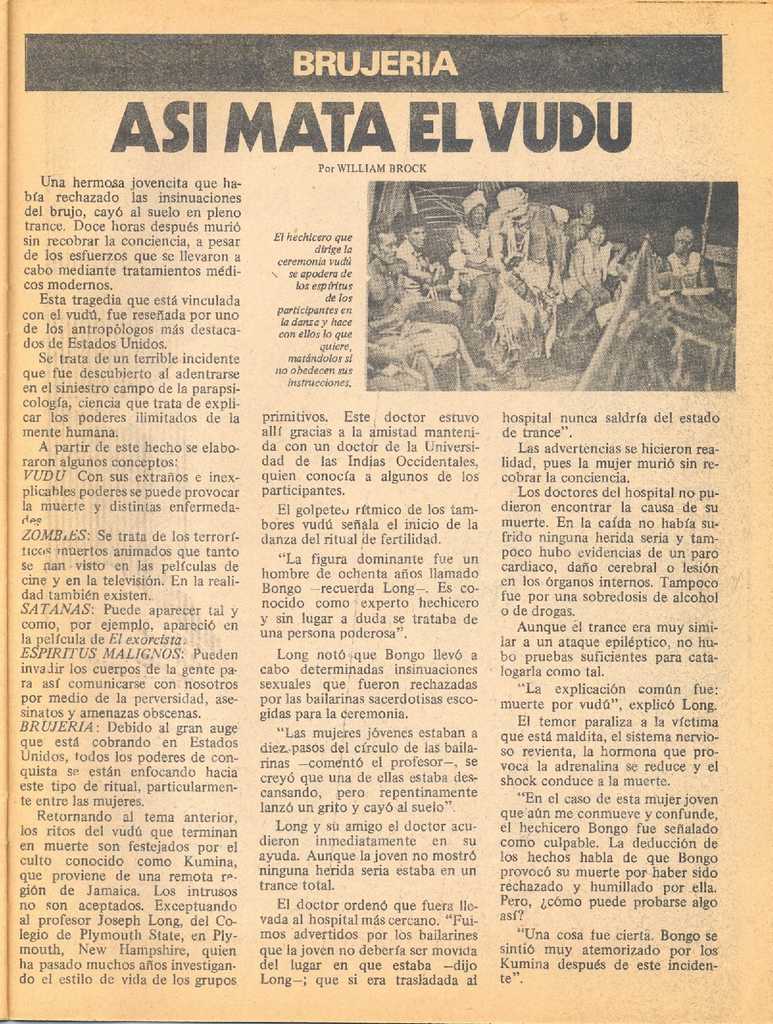 BRUJERIA
ASI MATA EL VUDU
Por WILLIAM BROCK
Una hermosa jovencita que ha-
bía rechazado las insinuaciones
del brujo, cayó al suelo en pleno
trance. Doce horas después murió
sin recobrar la conciencia, a pesar
de los esfuerzos que se llevaron a
cabo mediante tratamientos médi-
cos modernos.
Esta tragedia que está vinculada
con el vudú, fue reseñada por uno
de los antropólogos más destaca-
dos de Estados Unidos.
Se trata de un terrible incidente
que fue descubierto al adentrarse
en el siniestro campo de la parapsi-
cología, ciencia que trata de expli-
car los poderes ilimitados de la
mente humana.
A partir de este hecho se elabo-
raron algunos conceptos:
VUDU Con sus extraños e inex-
plicables poderes se puede provocar
la muerte y distintas enfermeda-
des
ZOMBIES: Se trata de los terrorí-
ticos muertos animados que tanto
se han visto en las películas de
cine y en la televisión. En la reali-
dad también existen.
SATANAS: Puede aparecer tal y
como, por ejemplo, apareció en
la película de El exorcista.
ESPIRITUS MALIGNOS: Pueden
invadir los cuerpos de la gente pa-
ra así comunicarse con nosotros
por medio de la perversidad, ase-
sinatos y amenazas obscenas.
BRUJERIA: Debido al gran auge
que está cobrando en Estados
Unidos, todos los poderes de con-
quista se están enfocando hacia
este tipo de ritual, particularmen-
te entre las mujeres.
Retornando al tema anterior,
los ritos del vudú que terminan
en muerte son festejados por el
culto conocido como Kumina,
que proviene de una remota re-
gión de Jamaica. Los intrusos
no son aceptados. Exceptuando
al profesor Joseph Long, del Co-
legio de Plymouth State, en Ply-
mouth, New Hampshire, quien
ha pasado muchos años investigan-
do el estilo de vida de los grupos
El hechicero que
dirige la
ceremonia vudú
se apodera de
los espíritus
de los
participantes en
la danza y hace
con ellos lo que
quiere,
matándolos si
no obedecen sus
instrucciones.
primitivos. Este doctor estuvo
allí gracias a la amistad manteni-
da con un doctor de la Universi-
dad de las Indias Occidentales,
quien conocía a algunos de los
participantes.
El golpeteo rítmico de los tam-
bores vudú señala el inicio de la
danza del ritual de fertilidad.
"La figura dominante fue un
hombre de ochenta años llamado
Bongo —recuerda Long—. Es co-
nocido como experto hechicero
y sin lugar a duda se trataba de
una persona poderosa".
Long notó que Bongo llevó a
cabo determinadas insinuaciones
sexuales que fueron rechazadas
por las bailarinas sacerdotisas esco-
gidas para la ceremonia.
"Las mujeres jóvenes estaban a
diez pasos del círculo de las baila-
rinas —comentó el profesor—, se
creyó que una de ellas estaba des-
cansando, pero repentinamente
lanzó un grito y cayó al suelo".
Long y su amigo el doctor acu-
dieron inmediatamente en su
ayuda. Aunque la joven no mostró
ninguna herida seria estaba en un
trance total.
El doctor ordenó que fuera lle-
vada al hospital más cercano. "Fui-
mos advertidos por los bailarines
que la joven no debería ser movida
del lugar en que estaba —dijo
Long—; que si era trasladada al
hospital nunca saldría del estado
de trance".
Las advertencias se hicieron rea-
lidad, pues la mujer murió sin re-
cobrar la conciencia.
Los doctores del hospital no pu-
dieron encontrar la causa de su
muerte. En la caída no había su-
frido ninguna herida seria y tam-
poco hubo evidencias de un paro
cardiaco, daño cerebral o lesión
en los órganos internos. Tampoco
fue por una sobredosis de alcohol
o de drogas.
Aunque el trance era muy simi-
lar a un ataque epiléptico, no hu-
bo pruebas suficientes para cata-
logarla como tal.
"La explicación común fue:
muerte por vudú", explicó Long.
El temor paraliza a la víctima
que está maldita, el sistema nervio-
so revienta, la hormona que pro-
voca la adrenalina se reduce y el
shock conduce a la muerte.
"En el caso de esta mujer joven
que aún me conmueve y confunde,
el hechicero Bongo fue señalado
como culpable. La deducción de
los hechos habla de que Bongo
provocó su muerte por haber sido
rechazado y humillado por ella.
Pero, ¿cómo puede probarse algo
así?
"Una cosa fue cierta. Bongo se
sintió muy atemorizado por los
Kumina después de este inciden-
te".